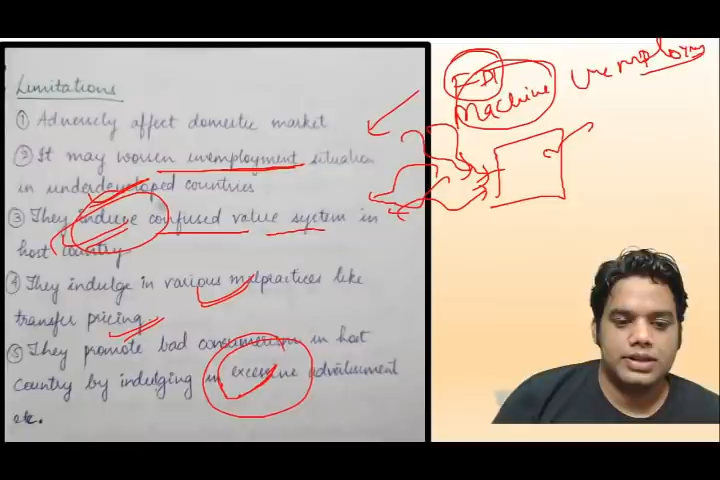 Limitations
① Adversely affect domestic market
② It may worsen unemployment situation
in underdeveloped countries
③ They induce confused value system in
host country
④ They indulge in various malpractices like
transfer pricing.
⑤ They promote bad consumerism in host
country by indulging in excessive advertisement
etc.
FDI
Machine
Unemploym